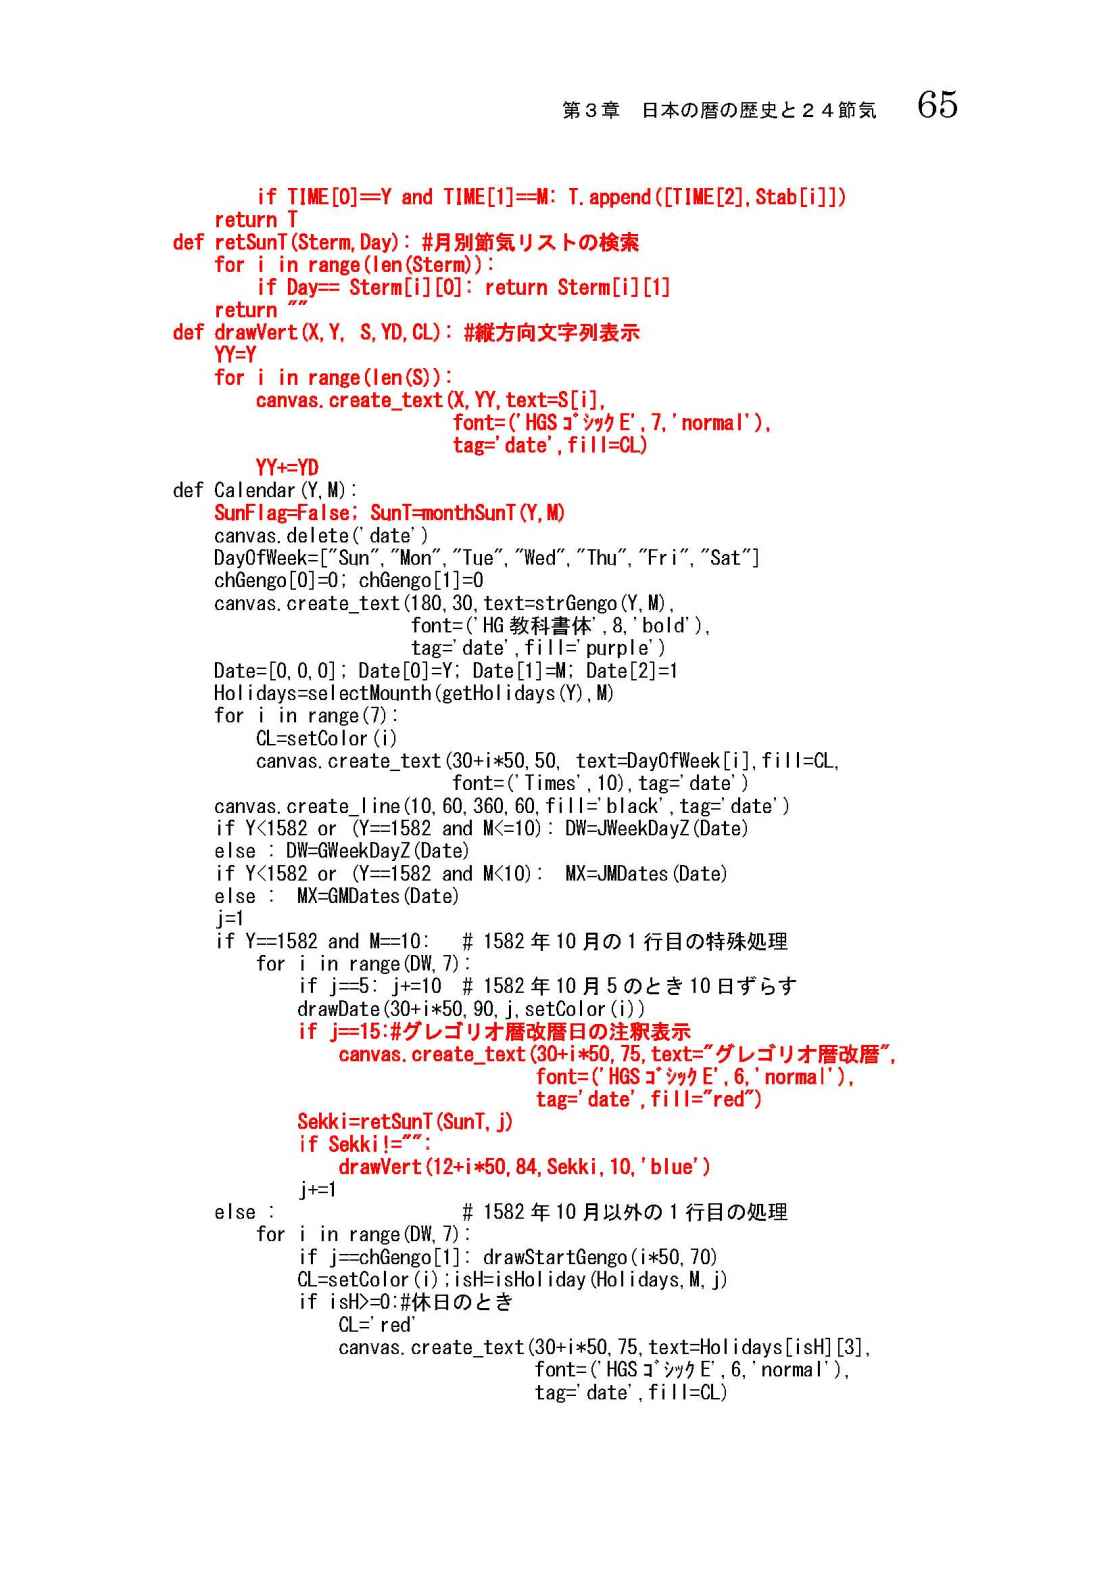 第３章　日本の暦の歴史と２４節気　65
        if TIME[0]==Y and TIME[1]==M: T.append([TIME[2],Stab[i]])
    return T
def retSunT(Sterm,Day): #月別節気リストの検索
    for i in range(len(Sterm)):
        if Day== Sterm[i][0]: return Sterm[i][1]
    return ""
def drawVert(X,Y, S,YD,CL): #縦方向文字列表示
    YY=Y
    for i in range(len(S)):
        canvas.create_text(X,YY,text=S[i],
                           font=('HGSｺﾞｼｯｸE',7,'normal'),
                           tag='date',fill=CL)
        YY+=YD
def Calendar(Y,M):
    SunFlag=False; SunT=monthSunT(Y,M)
    canvas.delete('date')
    DayOfWeek=["Sun","Mon","Tue","Wed","Thu","Fri","Sat"]
    chGengo[0]=0; chGengo[1]=0
    canvas.create_text(180,30,text=strGengo(Y,M),
                       font=('HG教科書体',8,'bold'),
                       tag='date',fill='purple')
    Date=[0,0,0]; Date[0]=Y; Date[1]=M; Date[2]=1
    Holidays=selectMounth(getHolidays(Y),M)
    for i in range(7):
        CL=setColor(i)
        canvas.create_text(30+i*50,50, text=DayOfWeek[i],fill=CL,
                           font=('Times',10),tag='date')
    canvas.create_line(10,60,360,60,fill='black',tag='date')
    if Y<1582 or (Y==1582 and M<=10): DW=JWeekDayZ(Date)
    else : DW=GWeekDayZ(Date)
    if Y<1582 or (Y==1582 and M<10):  MX=JMDates(Date)
    else :  MX=GMDates(Date)
    j=1
    if Y==1582 and M==10:   # 1582年10月の1行目の特殊処理
        for i in range(DW,7):
            if j==5: j+=10  # 1582年10月5のとき10日ずらす
            drawDate(30+i*50,90,j,setColor(i))
            if j==15:#グレゴリオ暦改暦日の注釈表示
                canvas.create_text(30+i*50,75,text="グレゴリオ暦改暦",
                                   font=('HGSｺﾞｼｯｸE',6,'normal'),
                                   tag='date',fill="red")
            Sekki=retSunT(SunT,j)
            if Sekki!="":
                drawVert(12+i*50,84,Sekki,10,'blue')
            j+=1
    else :                  # 1582年10月以外の1行目の処理
        for i in range(DW,7):
            if j==chGengo[1]: drawStartGengo(i*50,70)
            CL=setColor(i);isH=isHoliday(Holidays,M,j)
            if isH>=0:#休日のとき
                CL='red'
                canvas.create_text(30+i*50,75,text=Holidays[isH][3],
                                   font=('HGSｺﾞｼｯｸE',6,'normal'),
                                   tag='date',fill=CL)